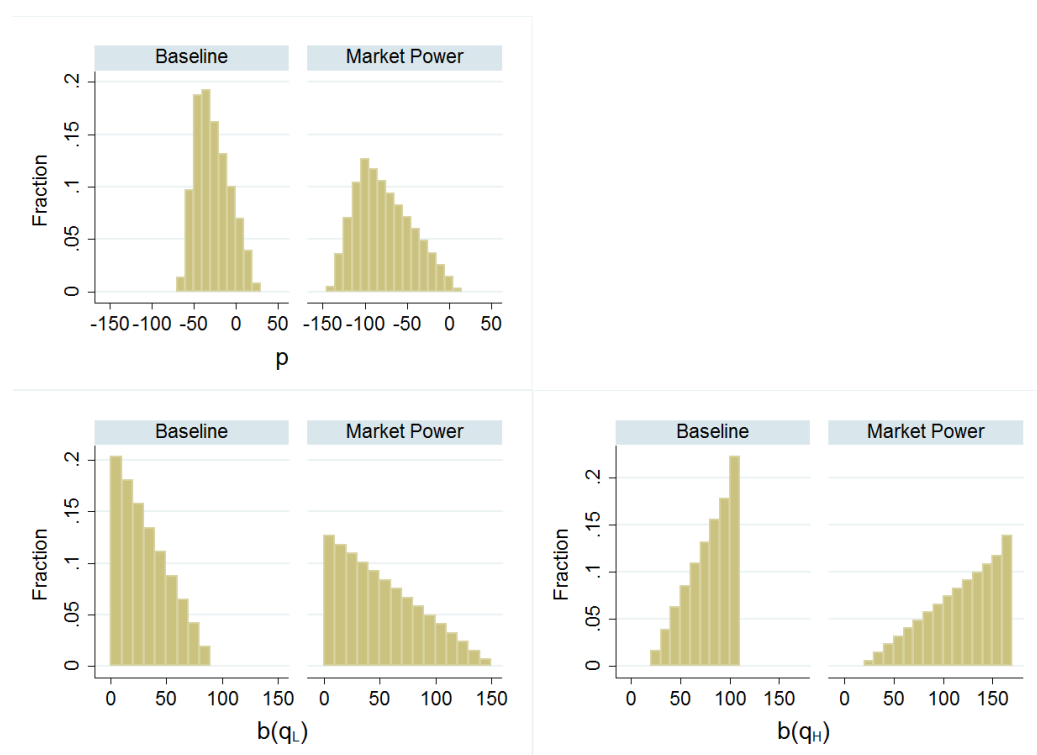 Baseline Market Power
.2
.15
.1
.05
0
Fraction
-150 -100 -50 0 50 -150 -100 -50 0 50
p
Baseline Market Power
.2
.15
.1
.05
0
Fraction
0 50 100 150 0 50 100 150
b(qL)
Baseline Market Power
.2
.15
.1
.05
0
Fraction
0 50 100 150 0 50 100 150
b(qH)